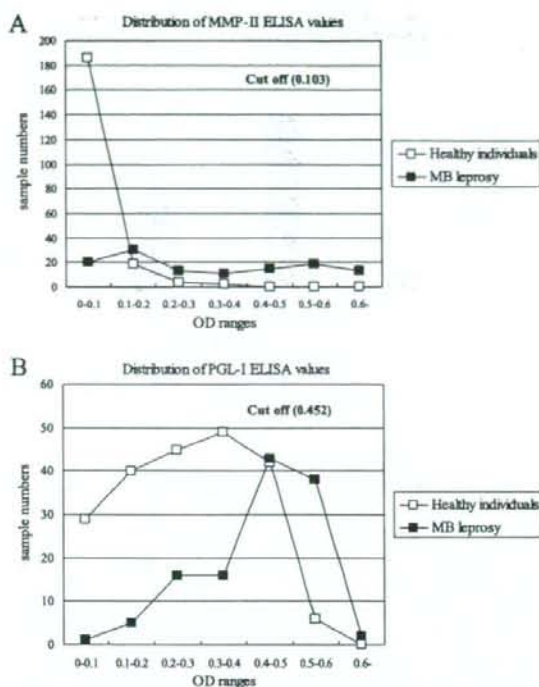 A
Distribution of MMP-II ELISA values
200
180
160
140
120
100
80
60
40
20
0
sample numbers
Cut off (0.103)
Healthy individuals
MB leprosy
0-0.1 0.1-0.2 0.2-0.3 0.3-0.4 0.4-0.5 0.5-0.6 0.6-
OD ranges
B
Distribution of PGL-I ELISA values
60
50
40
30
20
10
0
sample numbers
Cut off (0.452)
Healthy individuals
MB leprosy
0-0.1 0.1-0.2 0.2-0.3 0.3-0.4 0.4-0.5 0.5-0.6 0.6-
OD ranges